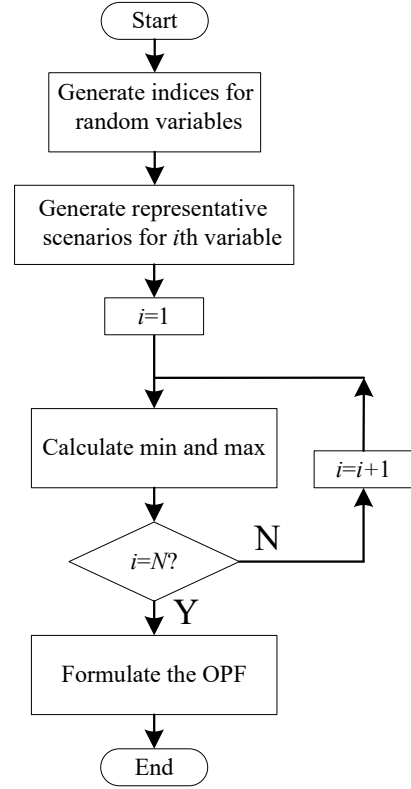 Start
Generate indices for
random variables
Generate representative
scenarios for ith variable
i=1
Calculate min and max
i=i+1
i=N?
N
Y
Formulate the OPF
End